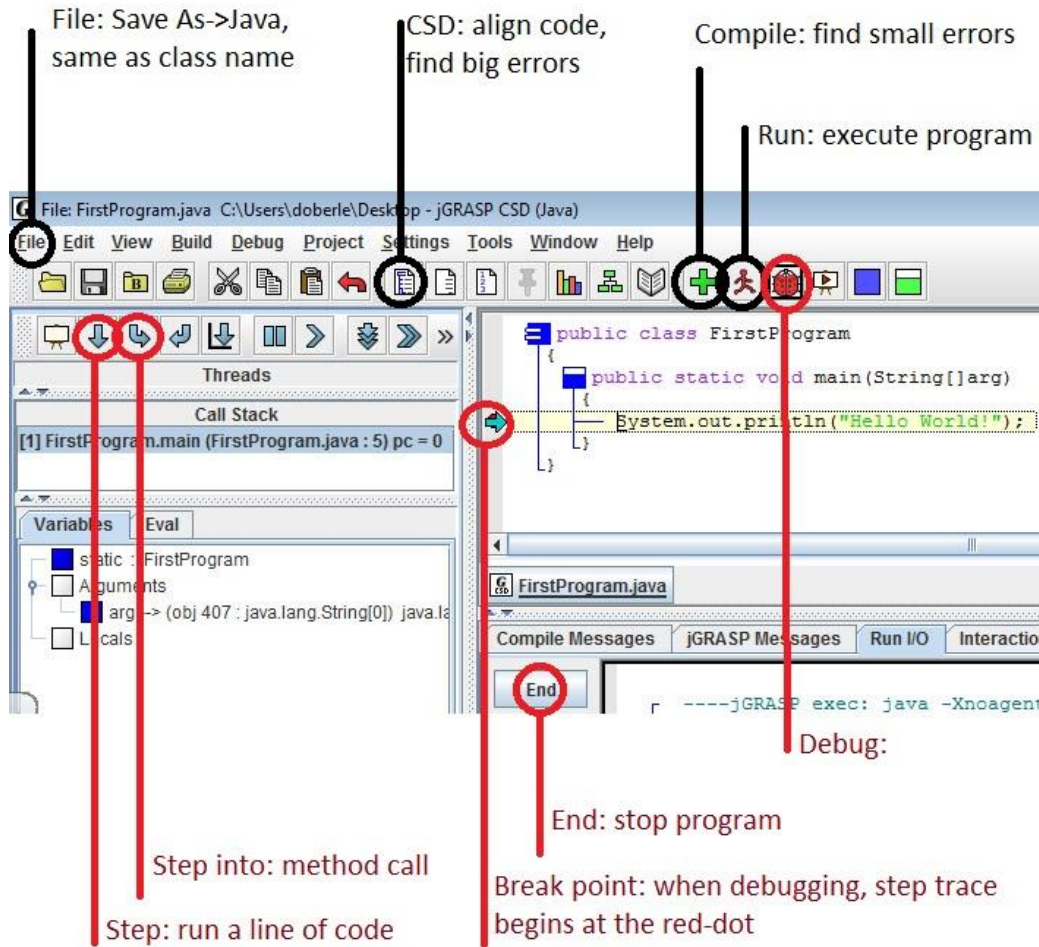 File: Save As->Java,
same as class name
CSD: align code,
find big errors
Compile: find small errors
Run: execute program
File: FirstProgram.java C:\Users\doberle\Desktop - jGRASP CSD (Java)
File Edit View Build Debug Project Settings Tools Window Help
Threads
Call Stack
[1] FirstProgram.main (FirstProgram.java : 5) pc = 0
Variables Eval
static : FirstProgram
Arguments
arg -> (obj 407 : java.lang.String[0]) java.la
Locals
public class FirstProgram
{
public static void main(String[]arg)
{
System.out.println("Hello World!");
}
}
FirstProgram.java
Compile Messages jGRASP Messages Run I/O Interactio
End
----jGRASP exec: java -Xnoagent
Debug:
End: stop program
Step into: method call
Break point: when debugging, step trace
begins at the red-dot
Step: run a line of code